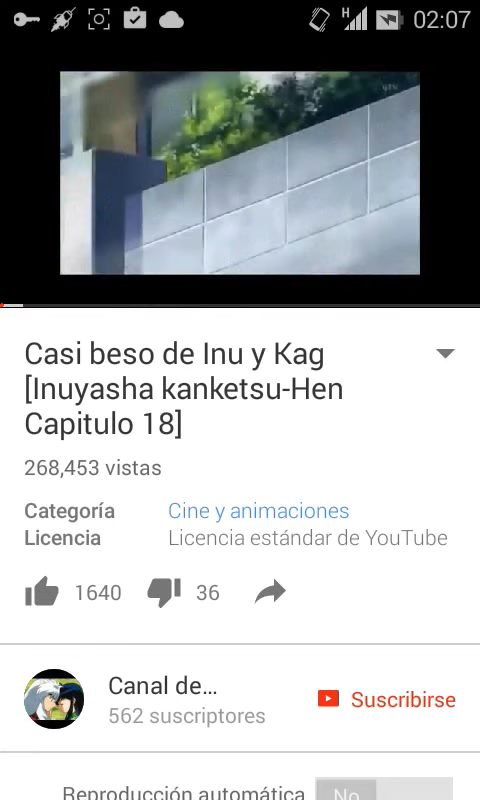 H
02:07
Casi beso de Inu y Kag
[Inuyasha kanketsu-Hen
Capitulo 18]
268,453 vistas
Categoría Cine y animaciones
Licencia Licencia estándar de YouTube
1640 36
Canal de...
562 suscriptores
Suscribirse
Reproducción automática No